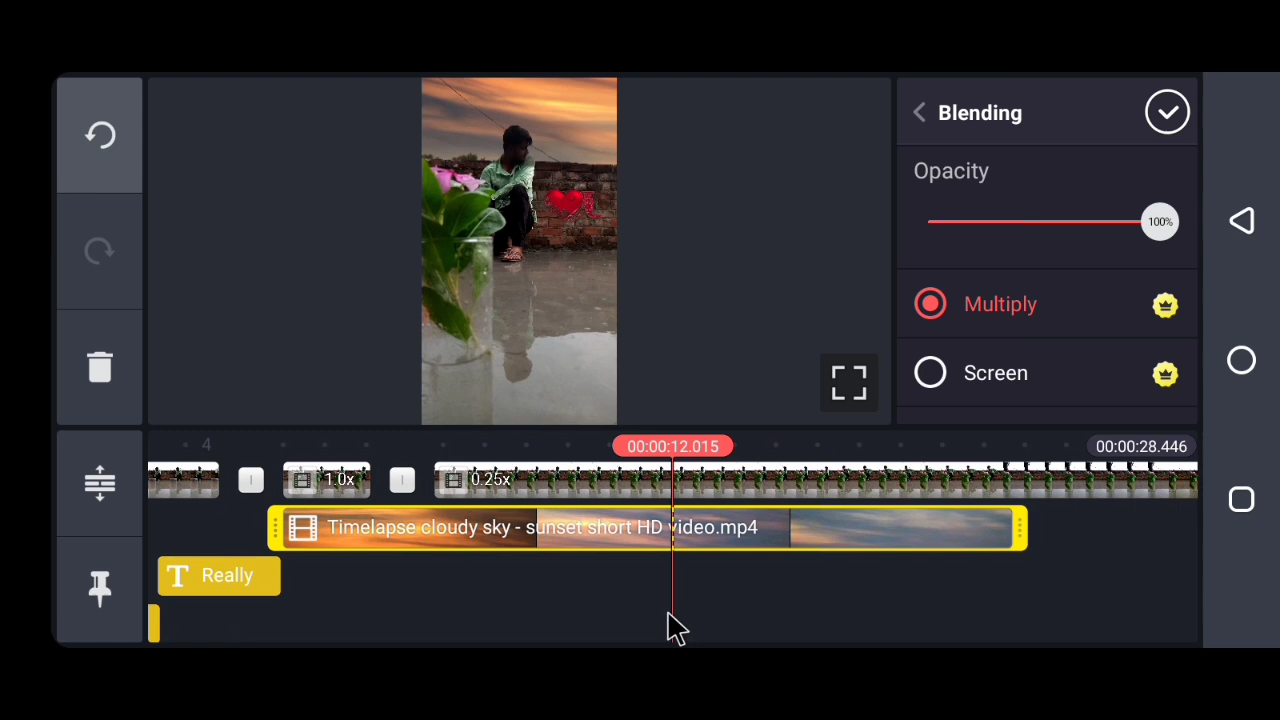 Blending
Opacity
100%
Multiply
Screen
4
00:00:12.015
00:00:28.446
1.0x
0.25x
Timelapse cloudy sky - sunset short HD video.mp4
T Really